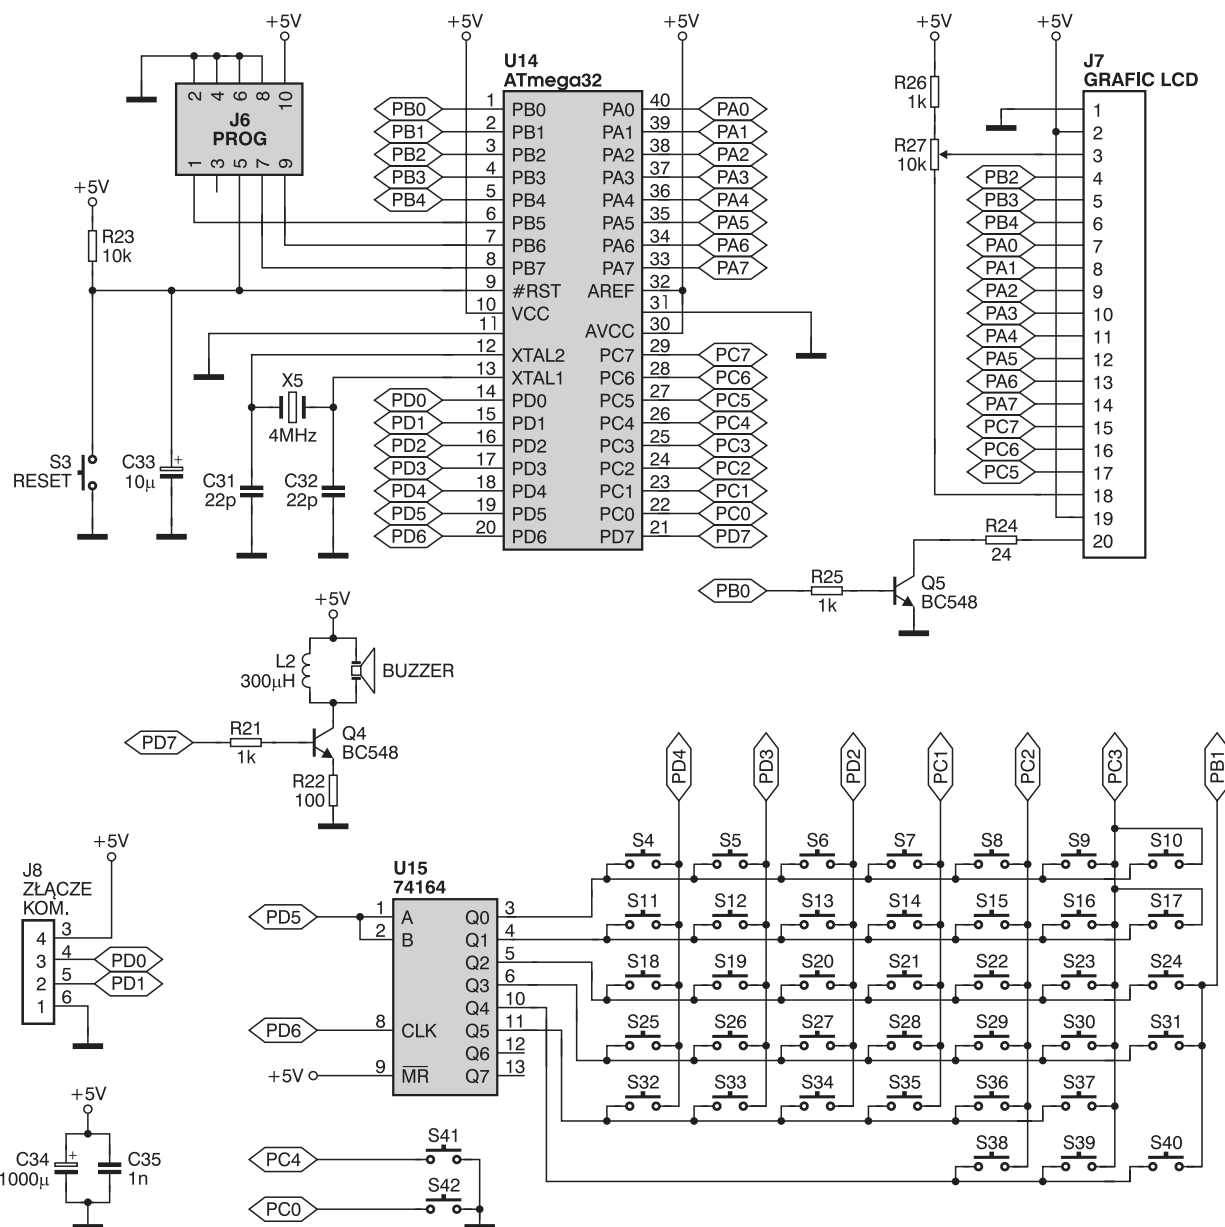 +5V
+5V
+5V
+5V
+5V
U14
ATmega32
J7
GRAFIC LCD
2 4 6 8 10
J6
PROG
1 3 5 7 9
R26
1k
R27
10k
PB0 1 PB0 PA0 40 PA0
PB1 2 PB1 PA1 39 PA1
PB2 3 PB2 PA2 38 PA2
PB3 4 PB3 PA3 37 PA3
PB4 5 PB4 PA4 36 PA4
6 PB5 PA5 35 PA5
7 PB6 PA6 34 PA6
8 PB7 PA7 33 PA7
9 #RST AREF 32
10 VCC 31
11 AVCC 30
12 XTAL2 PC7 29 PC7
13 XTAL1 PC6 28 PC6
PD0 14 PD0 PC5 27 PC5
PD1 15 PD1 PC4 26 PC4
PD2 16 PD2 PC3 25 PC3
PD3 17 PD3 PC2 24 PC2
PD4 18 PD4 PC1 23 PC1
PD5 19 PD5 PC0 22 PC0
PD6 20 PD6 PD7 21 PD7
1
2
3
PB2 4
PB3 5
PB4 6
PA0 7
PA1 8
PA2 9
PA3 10
PA4 11
PA5 12
PA6 13
PA7 14
PC7 15
PC6 16
PC5 17
18
19
20
+5V
R23
10k
X5
4MHz
S3
RESET
C33 +
10µ
C31
22p
C32
22p
R24
24
PB0
R25
1k
Q5
BC548
+5V
L2
300µH
BUZZER
PD7
R21
1k
Q4
BC548
R22
100
PD4 PD3 PD2 PC1 PC2 PC3 PB1
J8
ZŁĄCZE
KOM.
+5V
4 3
3 4 PD0
2 5 PD1
1 6
U15
74164
PD5 1 A Q0 3
2 B Q1 4
Q2 5
Q3 6
Q4 10
PD6 8 CLK Q5 11
Q6 12
+5V 9 MR Q7 13
S4 S5 S6 S7 S8 S9 S10
S11 S12 S13 S14 S15 S16 S17
S18 S19 S20 S21 S22 S23 S24
S25 S26 S27 S28 S29 S30 S31
S32 S33 S34 S35 S36 S37
S38 S39 S40
+5V
C34 +
1000µ
C35
1n
PC4
S41
PC0
S42